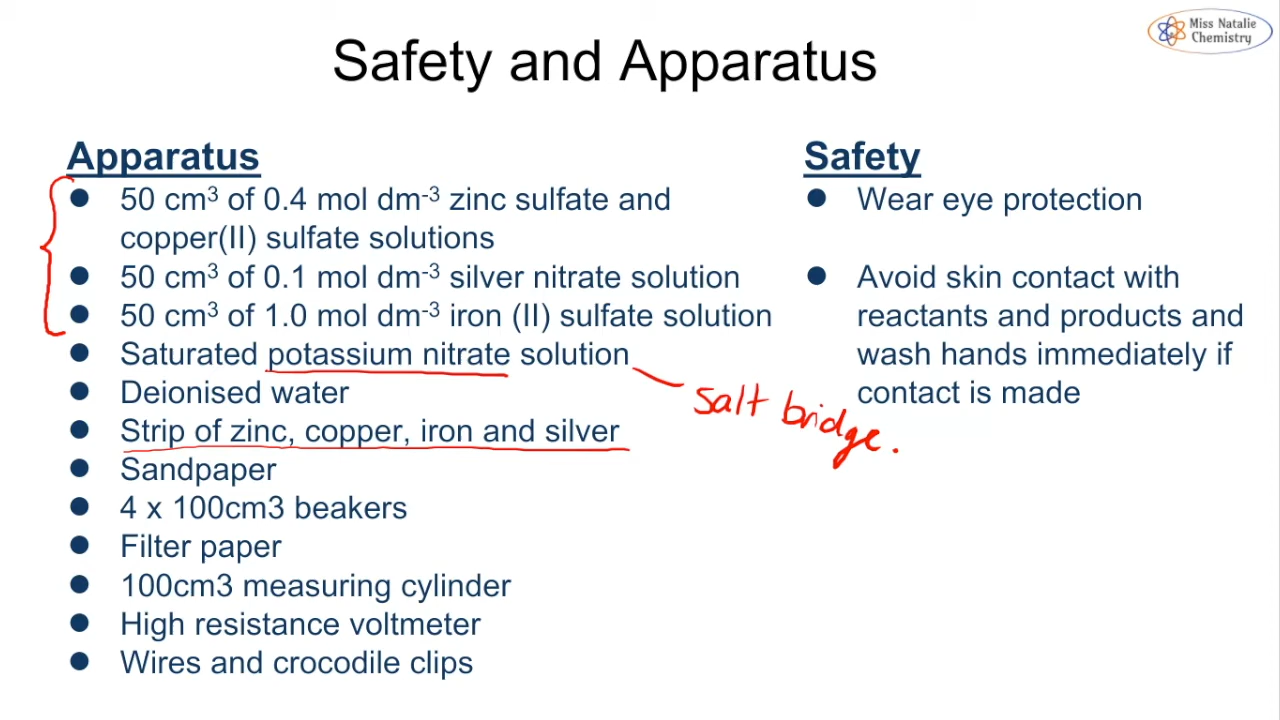 Miss Natalie
Chemistry
Safety and Apparatus
Apparatus
● 50 cm³ of 0.4 mol dm⁻³ zinc sulfate and
copper(II) sulfate solutions
● 50 cm³ of 0.1 mol dm⁻³ silver nitrate solution
● 50 cm³ of 1.0 mol dm⁻³ iron (II) sulfate solution
● Saturated potassium nitrate solution
salt bridge.
● Deionised water
● Strip of zinc, copper, iron and silver
● Sandpaper
● 4 x 100cm3 beakers
● Filter paper
● 100cm3 measuring cylinder
● High resistance voltmeter
● Wires and crocodile clips
Safety
● Wear eye protection
● Avoid skin contact with
reactants and products and
wash hands immediately if
contact is made